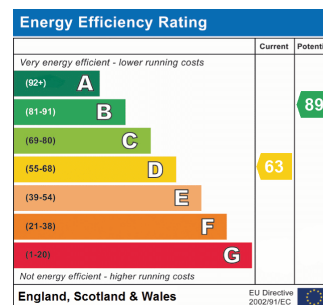 Energy Efficiency Rating
Current Potenti
Very energy efficient - lower running costs
(92+) A
(81-91) B 89
(69-80) C
(55-68) D 63
(39-54) E
(21-38) F
(1-20) G
Not energy efficient - higher running costs
England, Scotland & Wales
EU Directive
2002/91/EC